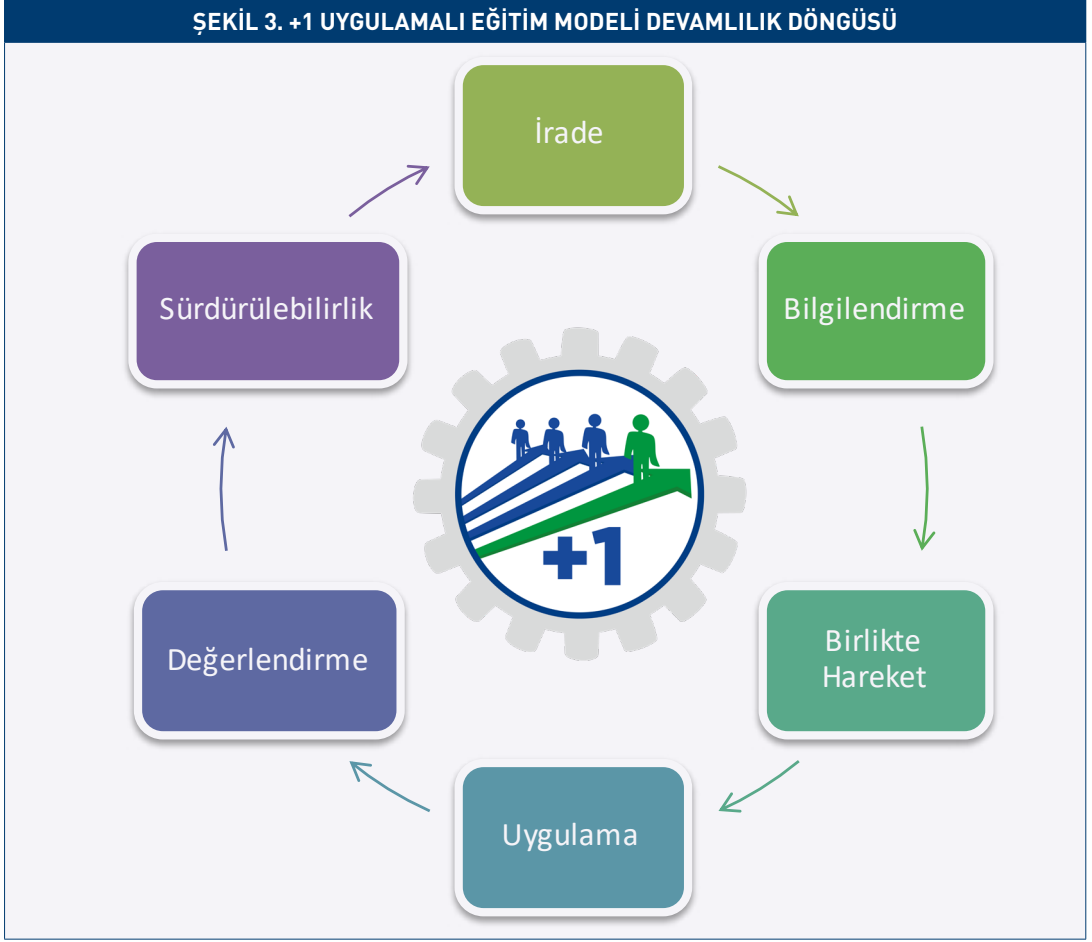 ŞEKİL 3. +1 UYGULAMALI EĞİTİM MODELİ DEVAMLILIK DÖNGÜSÜ
İrade
Bilgilendirme
Birlikte
Hareket
Uygulama
Değerlendirme
Sürdürülebilirlik
+1